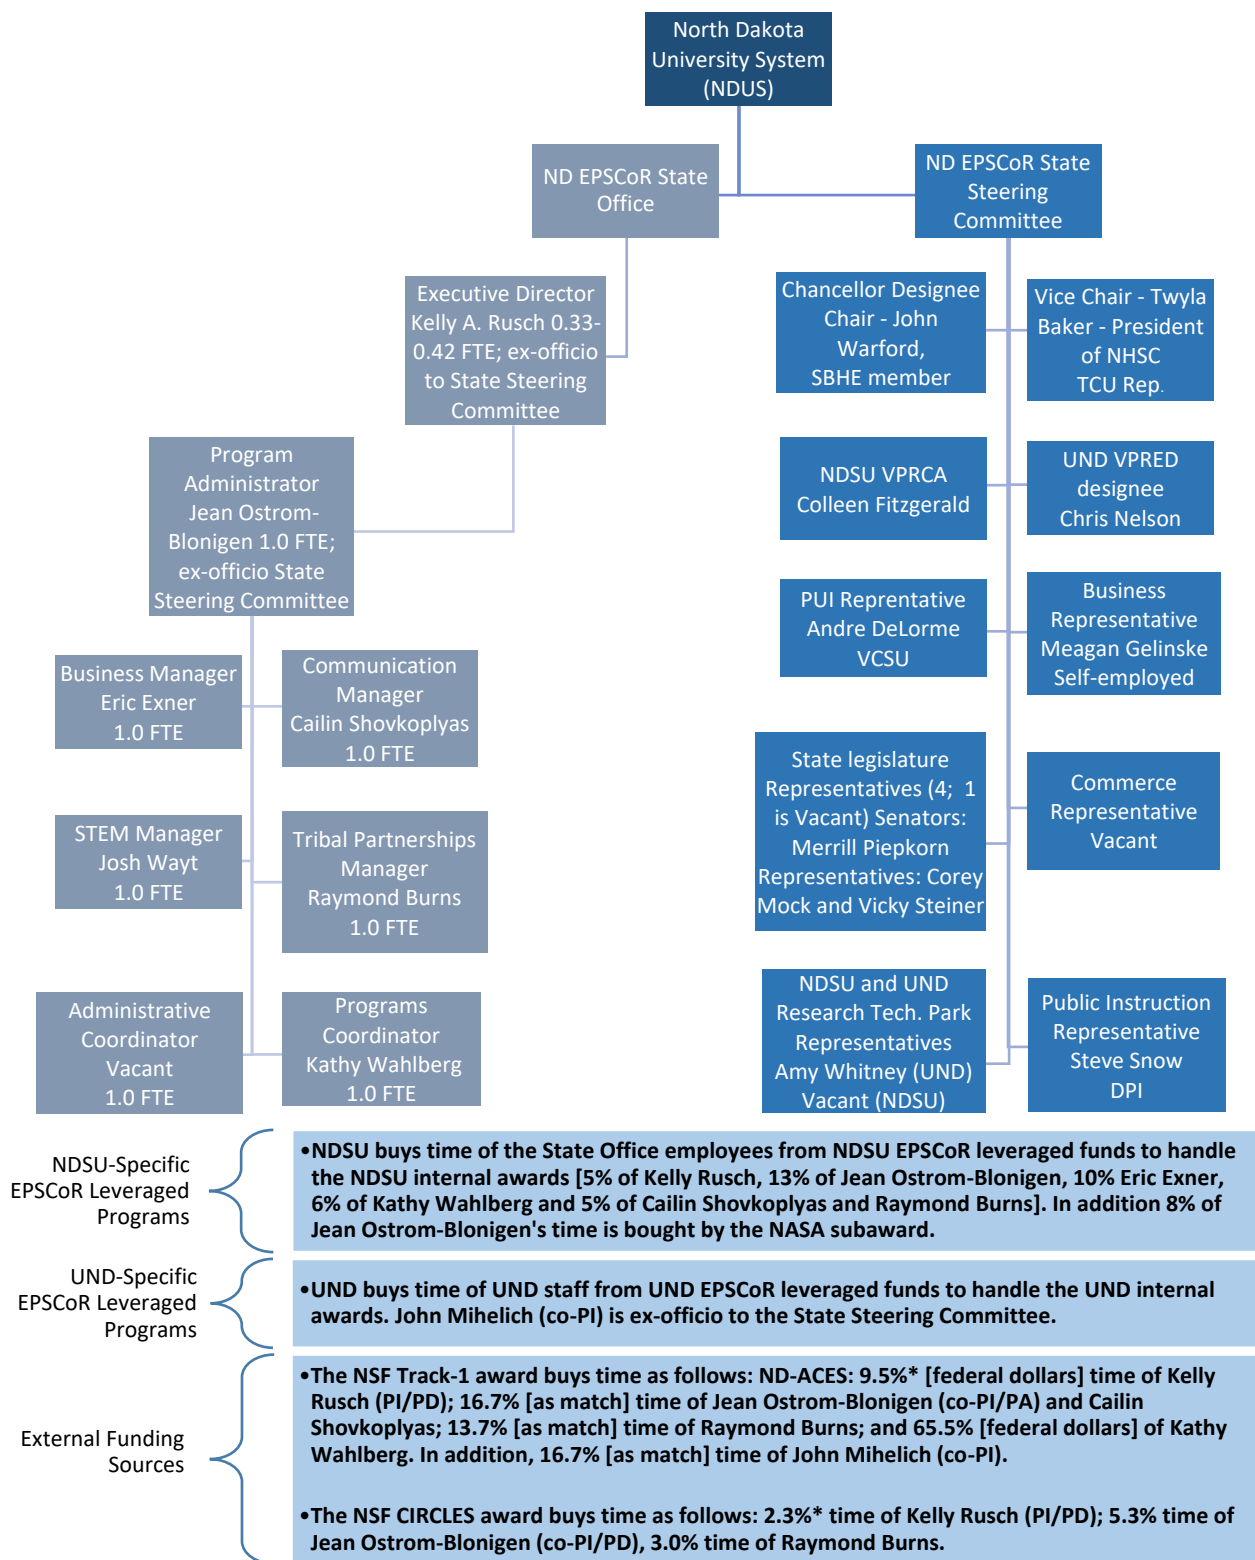 North Dakota
University System
(NDUS)
ND EPSCoR State
Office
ND EPSCoR State
Steering
Committee
Executive Director
Kelly A. Rusch 0.33-
0.42 FTE; ex-officio
to State Steering
Committee
Chancellor Designee
Chair - John
Warford,
SBHE member
Vice Chair - Twyla
Baker - President
of NHSC
TCU Rep.
Program
Administrator
Jean Ostrom-
Blonigen 1.0 FTE;
ex-officio State
Steering Committee
NDSU VPRCA
Colleen Fitzgerald
UND VPRED
designee
Chris Nelson
PUI Reprentative
Andre DeLorme
VCSU
Business
Representative
Meagan Gelinske
Self-employed
Business Manager
Eric Exner
1.0 FTE
Communication
Manager
Cailin Shovkoplyas
1.0 FTE
State legislature
Representatives (4; 1
is Vacant) Senators:
Merrill Piepkorn
Representatives: Corey
Mock and Vicky Steiner
Commerce
Representative
Vacant
STEM Manager
Josh Wayt
1.0 FTE
Tribal Partnerships
Manager
Raymond Burns
1.0 FTE
Administrative
Coordinator
Vacant
1.0 FTE
Programs
Coordinator
Kathy Wahlberg
1.0 FTE
NDSU and UND
Research Tech. Park
Representatives
Amy Whitney (UND)
Vacant (NDSU)
Public Instruction
Representative
Steve Snow
DPI
NDSU-Specific
EPSCoR Leveraged
Programs
•NDSU buys time of the State Office employees from NDSU EPSCoR leveraged funds to handle
the NDSU internal awards [5% of Kelly Rusch, 13% of Jean Ostrom-Blonigen, 10% Eric Exner,
6% of Kathy Wahlberg and 5% of Cailin Shovkoplyas and Raymond Burns]. In addition 8% of
Jean Ostrom-Blonigen's time is bought by the NASA subaward.
UND-Specific
EPSCoR Leveraged
Programs
•UND buys time of UND staff from UND EPSCoR leveraged funds to handle the UND internal
awards. John Mihelich (co-PI) is ex-officio to the State Steering Committee.
External Funding
Sources
•The NSF Track-1 award buys time as follows: ND-ACES: 9.5%* [federal dollars] time of Kelly
Rusch (PI/PD); 16.7% [as match] time of Jean Ostrom-Blonigen (co-PI/PA) and Cailin
Shovkoplyas; 13.7% [as match] time of Raymond Burns; and 65.5% [federal dollars] of Kathy
Wahlberg. In addition, 16.7% [as match] time of John Mihelich (co-PI).
•The NSF CIRCLES award buys time as follows: 2.3%* time of Kelly Rusch (PI/PD); 5.3% time of
Jean Ostrom-Blonigen (co-PI/PD), 3.0% time of Raymond Burns.